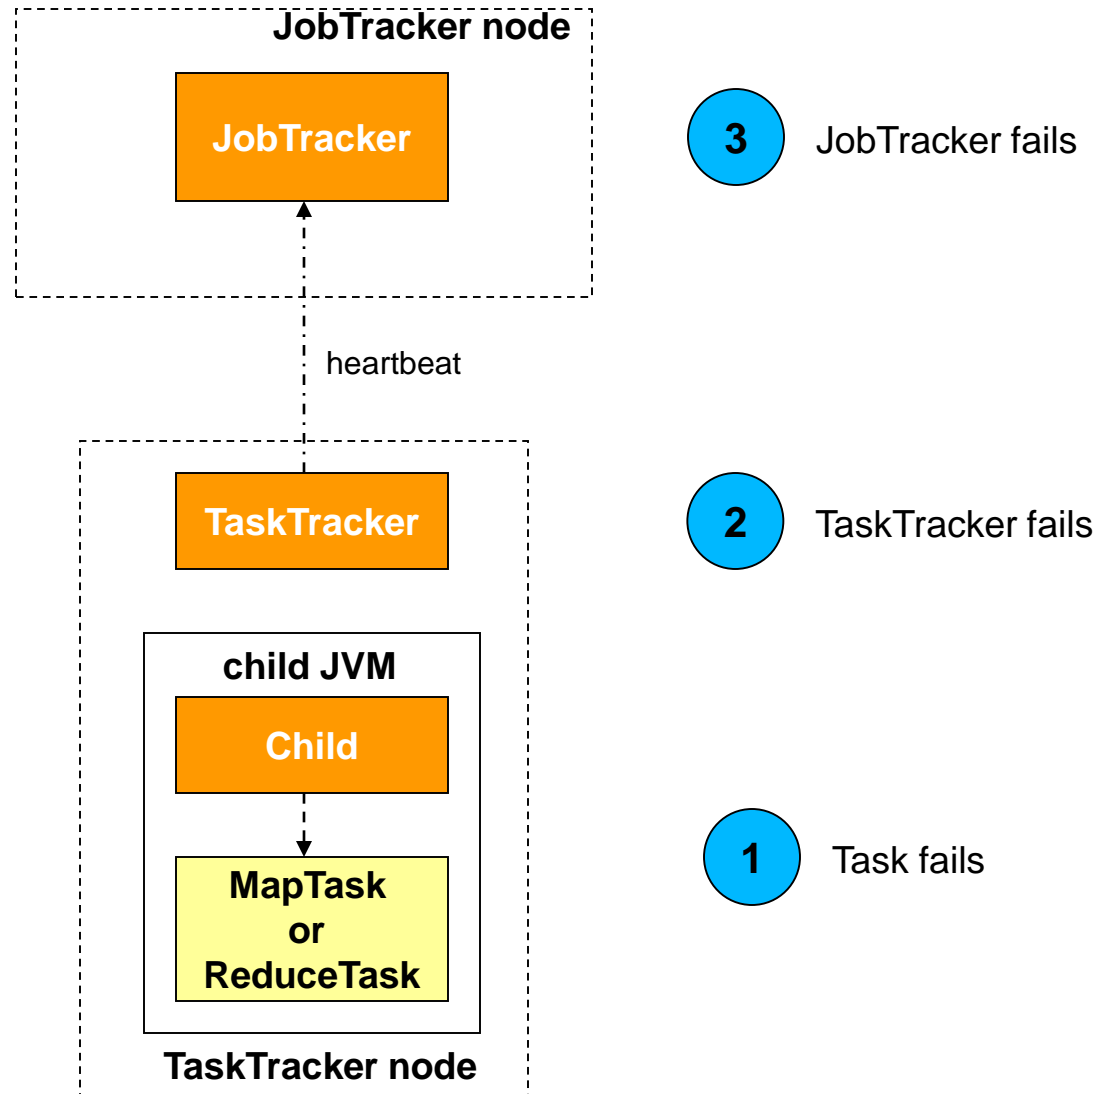 JobTracker node
JobTracker
3
JobTracker fails
heartbeat
TaskTracker
2
TaskTracker fails
child JVM
Child
1
Task fails
MapTask
or
ReduceTask
TaskTracker node